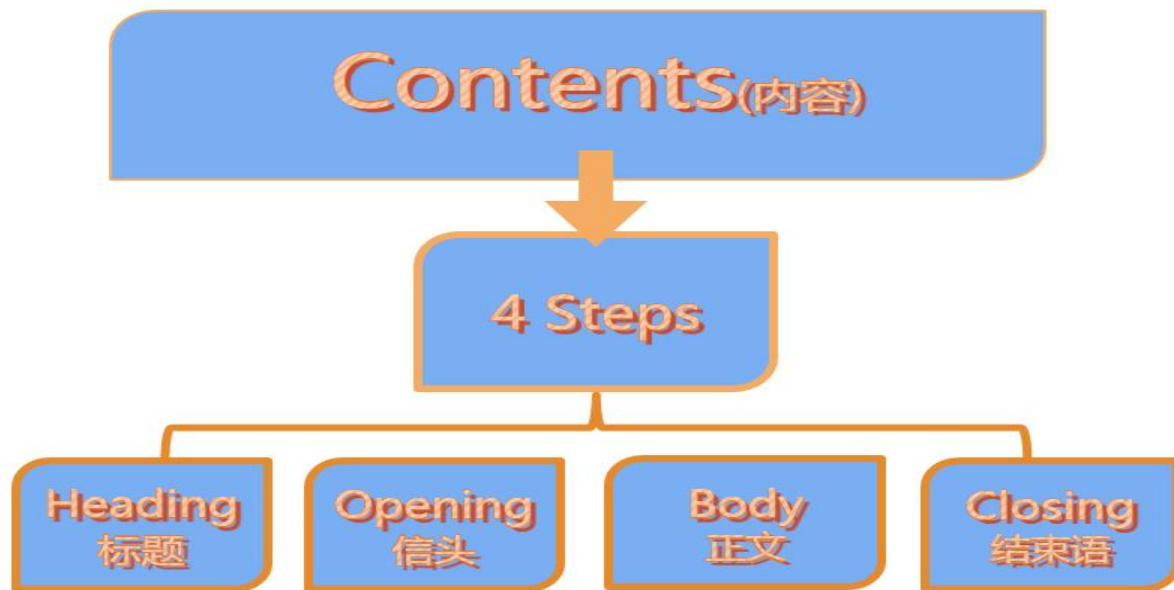 Contents(内容)
4 Steps
Heading
标题
Opening
信头
Body
正文
Closing
结束语